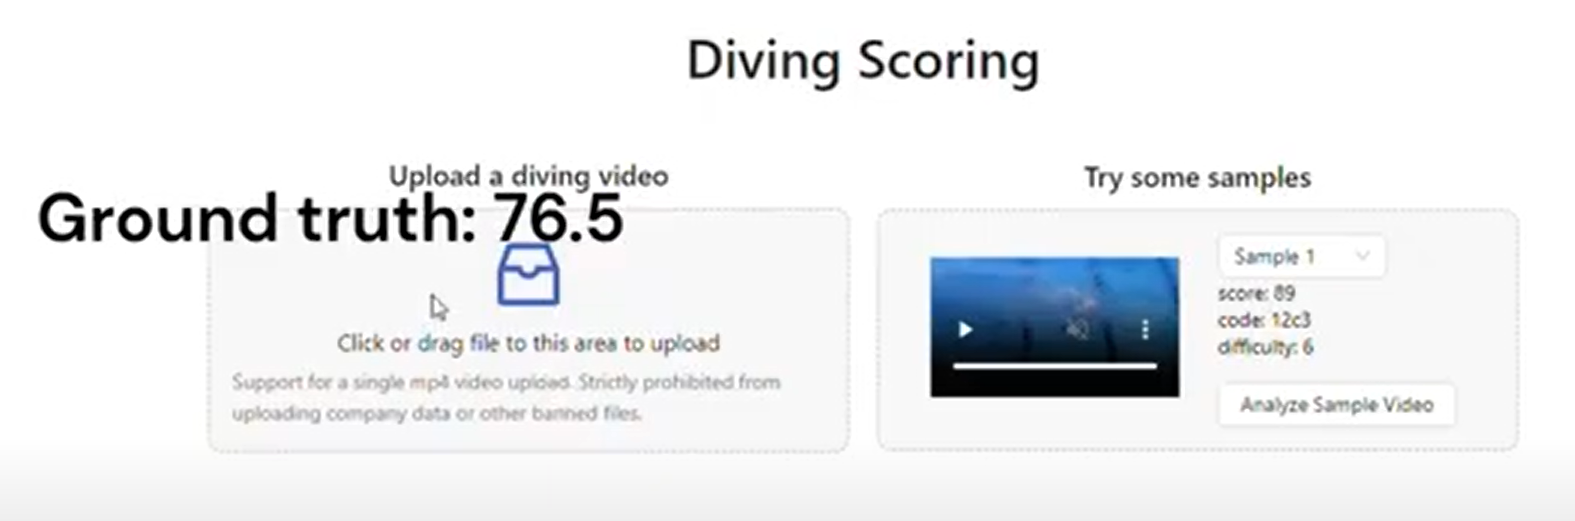 Diving Scoring
Upload a diving video
Ground truth: 76.5
Click or drag file to this area to upload
Support for a single mp4 video upload. Strictly prohibited from
uploading company data or other banned files.
Try some samples
Sample 1
score: 89
code: 12c3
difficulty: 6
Analyze Sample Video